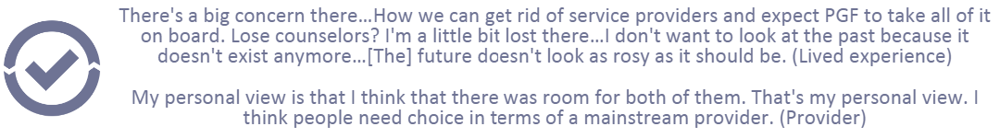 There's a big concern there...How we can get rid of service providers and expect PGF to take all of it
on board. Lose counselors? I'm a little bit lost there...I don't want to look at the past because it
doesn't exist anymore...[The] future doesn't look as rosy as it should be. (Lived experience)
My personal view is that I think that there was room for both of them. That's my personal view. I
think people need choice in terms of a mainstream provider. (Provider)